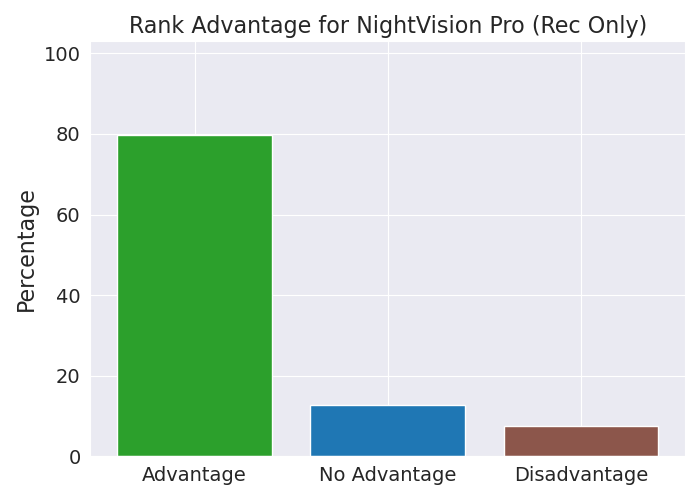 Rank Advantage for NightVision Pro (Rec Only)
100
80
60
40
20
0
Percentage
Advantage
No Advantage
Disadvantage